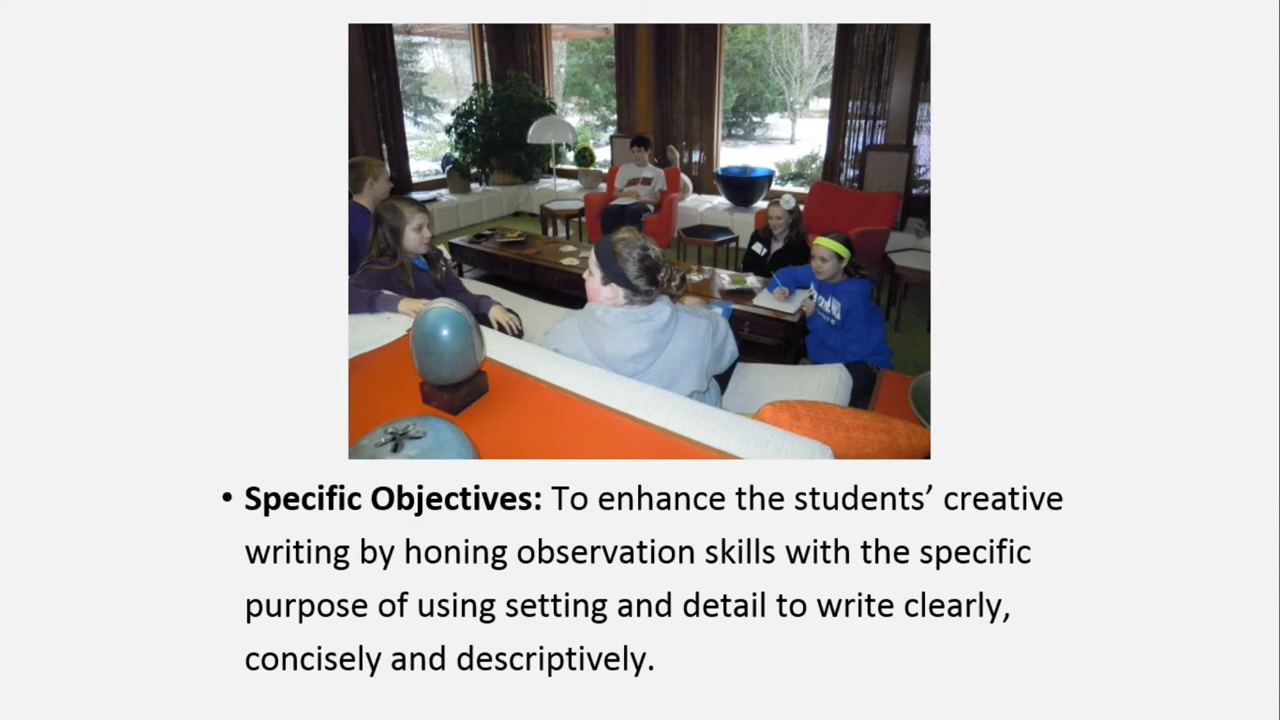 • Specific Objectives: To enhance the students’ creative
writing by honing observation skills with the specific
purpose of using setting and detail to write clearly,
concisely and descriptively.